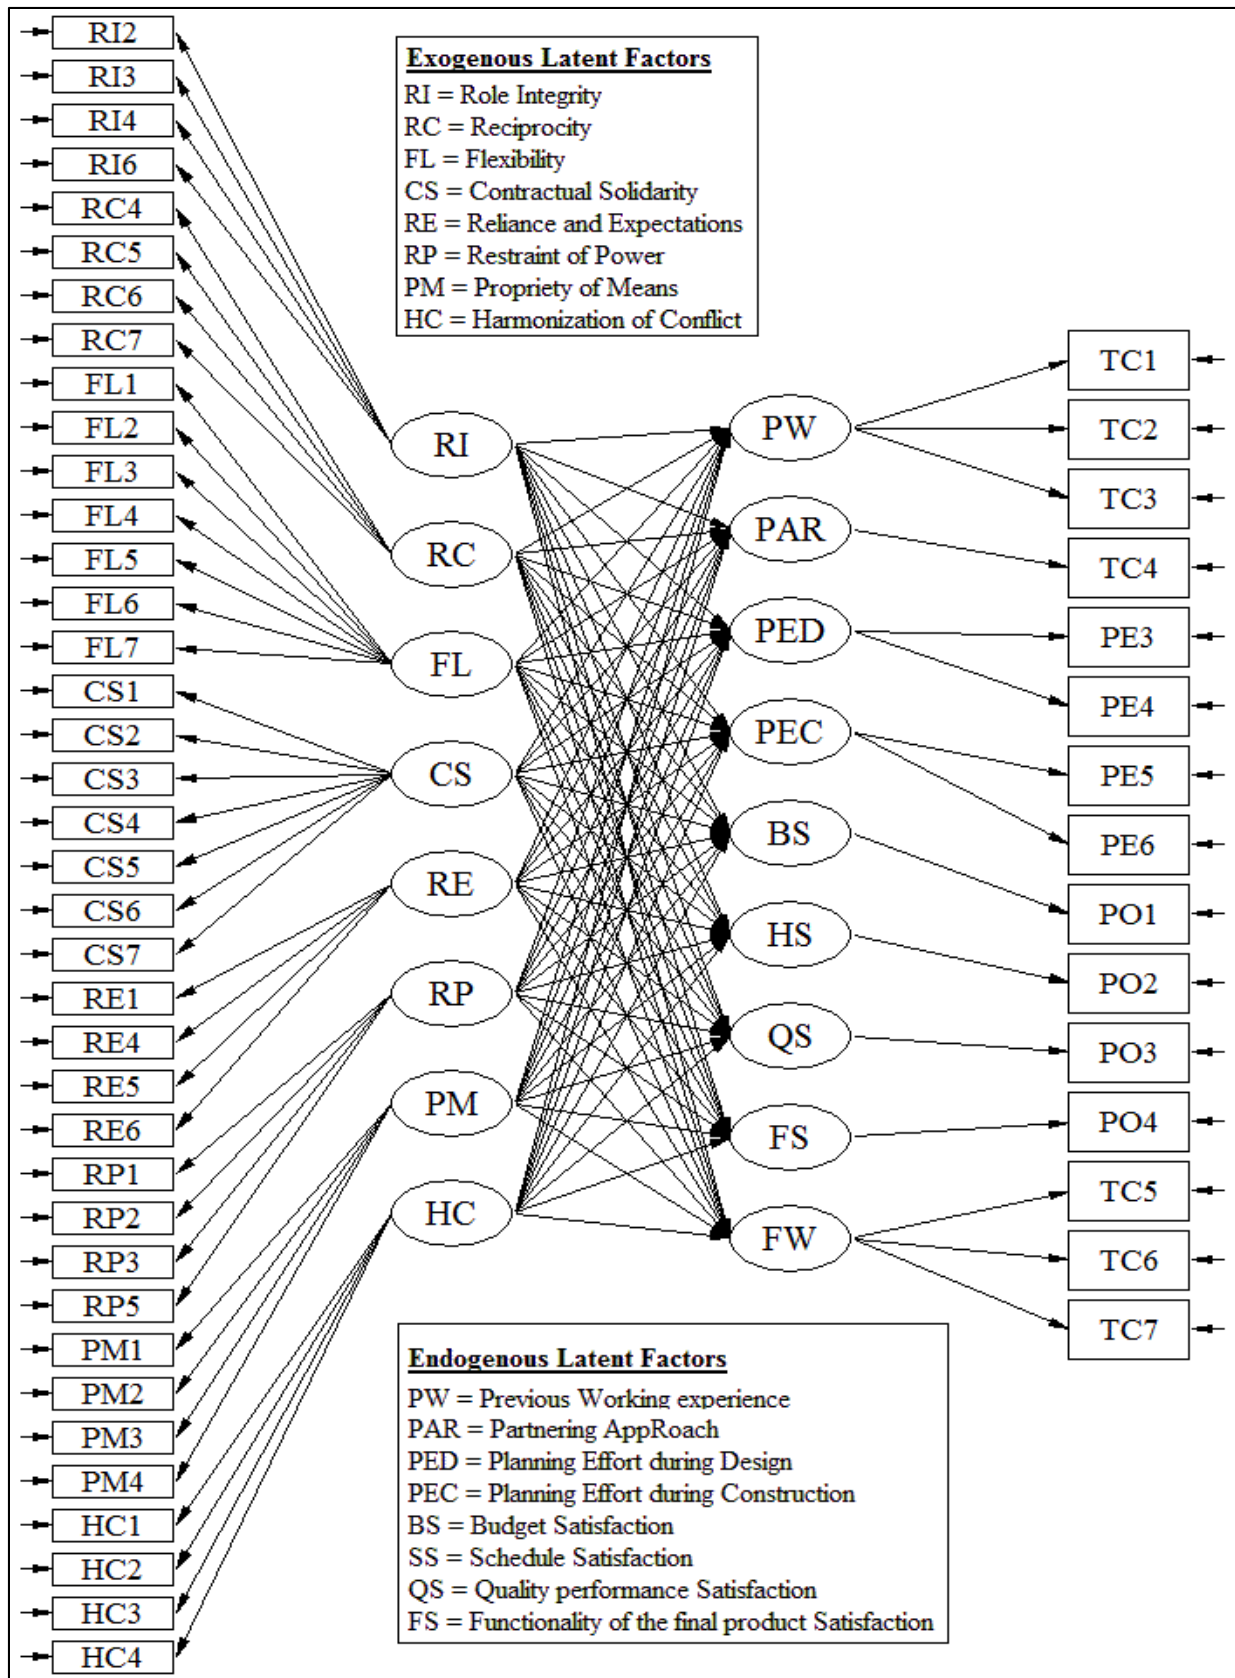 RI2
RI3
RI4
RI6
RC4
RC5
RC6
RC7
FL1
FL2
FL3
FL4
FL5
FL6
FL7
CS1
CS2
CS3
CS4
CS5
CS6
CS7
RE1
RE4
RE5
RE6
RP1
RP2
RP3
RP5
PM1
PM2
PM3
PM4
HC1
HC2
HC3
HC4
Exogenous Latent Factors
RI = Role Integrity
RC = Reciprocity
FL = Flexibility
CS = Contractual Solidarity
RE = Reliance and Expectations
RP = Restraint of Power
PM = Propriety of Means
HC = Harmonization of Conflict
RI
RC
FL
CS
RE
RP
PM
HC
PW
PAR
PED
PEC
BS
HS
QS
FS
FW
TC1
TC2
TC3
TC4
PE3
PE4
PE5
PE6
PO1
PO2
PO3
PO4
TC5
TC6
TC7
Endogenous Latent Factors
PW = Previous Working experience
PAR = Partnering AppRoach
PED = Planning Effort during Design
PEC = Planning Effort during Construction
BS = Budget Satisfaction
SS = Schedule Satisfaction
QS = Quality performance Satisfaction
FS = Functionality of the final product Satisfaction